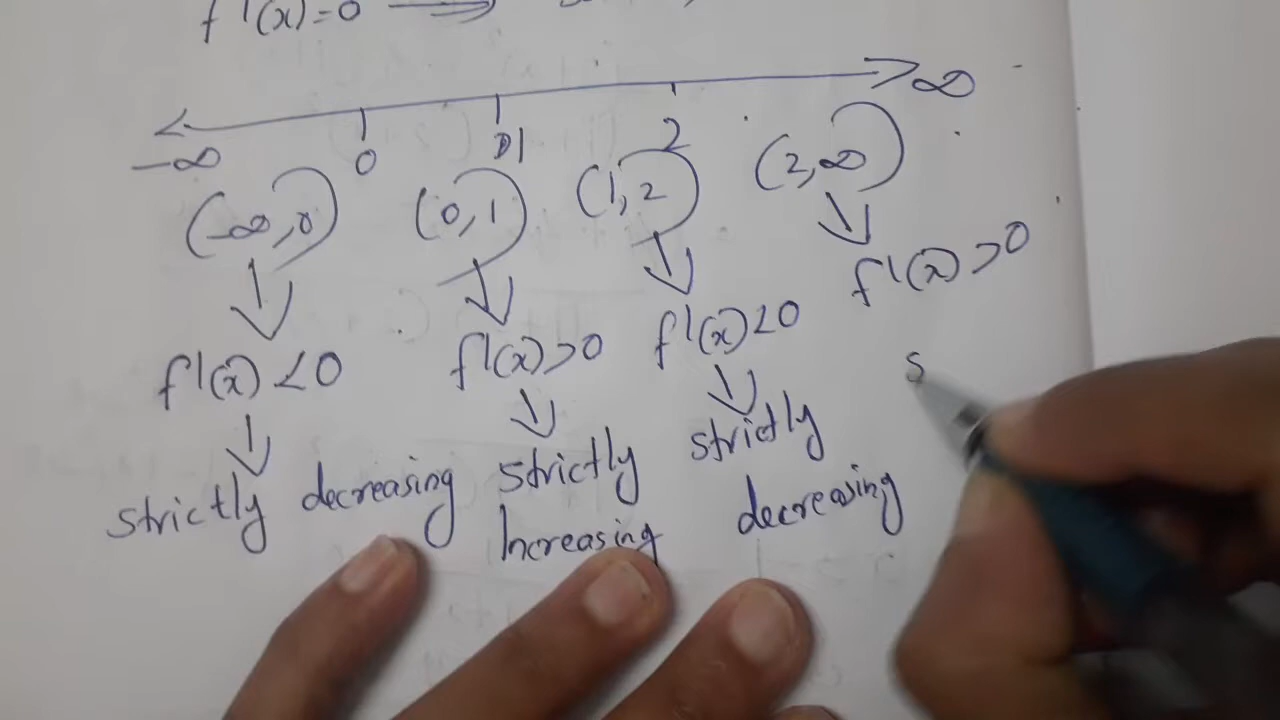 f'(x)=0 ⟹
-∞ 0 1 2 ∞
(-∞,0) (0,1) (1,2) (2,∞)
f'(x)<0 f'(x)>0 f'(x)<0 f'(x)>0
strictly decreasing strictly strictly s
Increasing decreasing